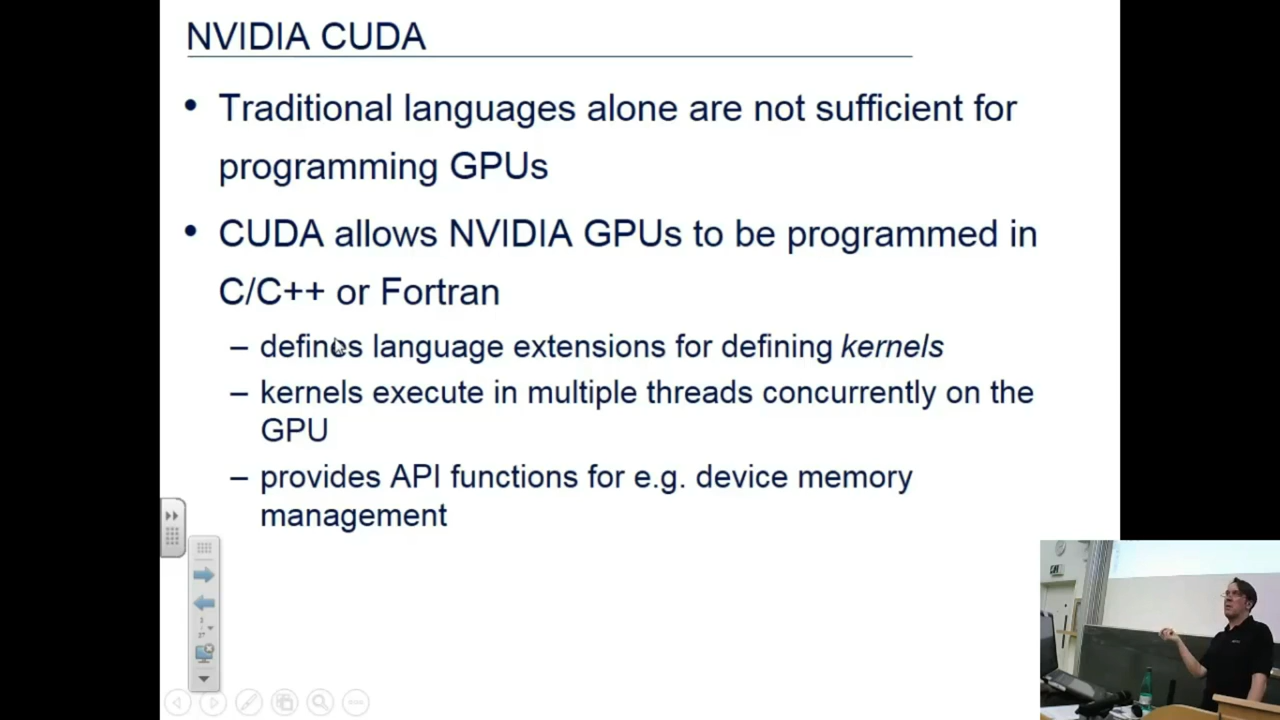 NVIDIA CUDA
• Traditional languages alone are not sufficient for
programming GPUs
• CUDA allows NVIDIA GPUs to be programmed in
C/C++ or Fortran
– defines language extensions for defining kernels
– kernels execute in multiple threads concurrently on the
GPU
– provides API functions for e.g. device memory
management